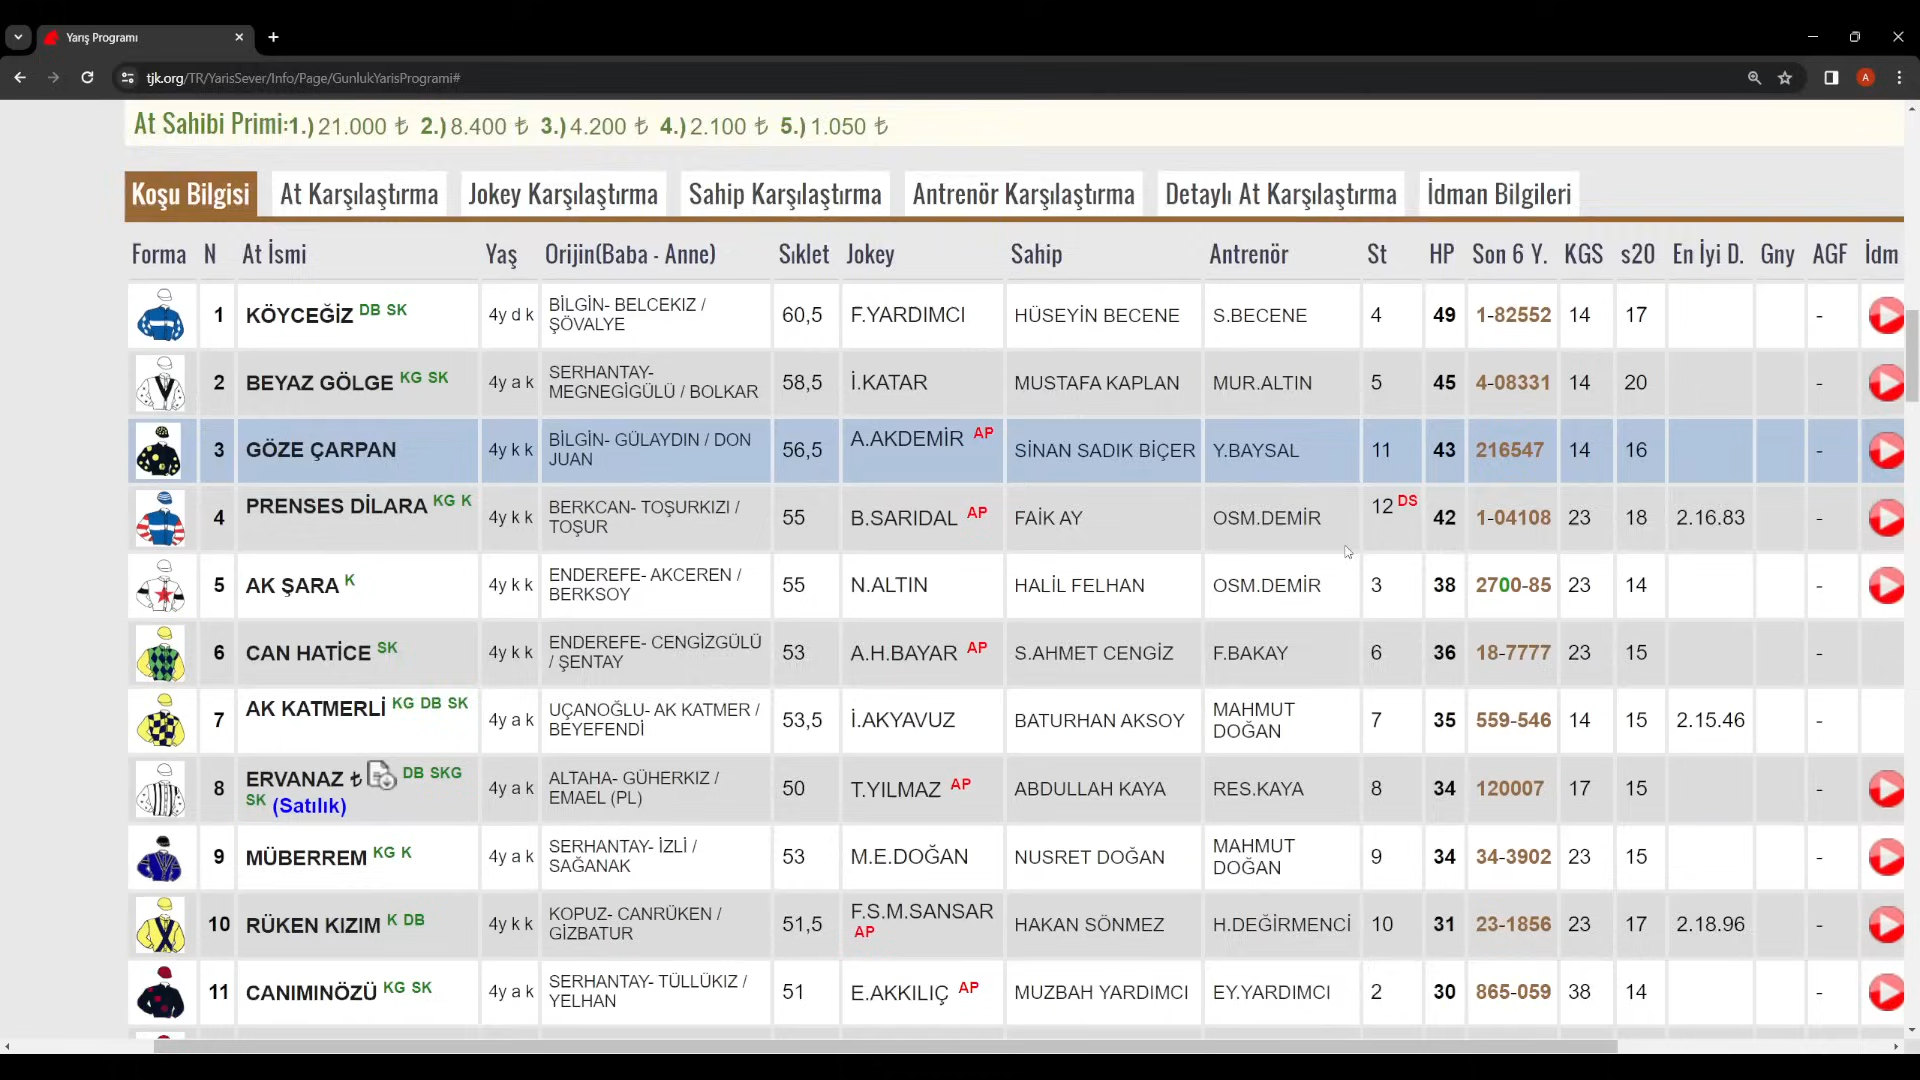 Yarış Programı
tjk.org/TR/YarisSever/Info/Page/GunlukYarisProgrami#
A
At Sahibi Primi:1.) 21.000 ₺ 2.) 8.400 ₺ 3.) 4.200 ₺ 4.) 2.100 ₺ 5.) 1.050 ₺
Koşu Bilgisi At Karşılaştırma Jokey Karşılaştırma Sahip Karşılaştırma Antrenör Karşılaştırma Detaylı At Karşılaştırma İdman Bilgileri
Forma N At İsmi Yaş Orijin(Baba - Anne) Sıklet Jokey Sahip Antrenör St HP Son 6 Y. KGS s20 En İyi D. Gny AGF İdm
1 KÖYCEĞİZ DB SK 4y d k BİLGİN- BELCEKIZ / ŞÖVALYE 60,5 F.YARDIMCI HÜSEYİN BECENE S.BECENE 4 49 1-82552 14 17 -
2 BEYAZ GÖLGE KG SK 4y a k SERHANTAY- MEGNEGİGÜLÜ / BOLKAR 58,5 İ.KATAR MUSTAFA KAPLAN MUR.ALTIN 5 45 4-08331 14 20 -
3 GÖZE ÇARPAN 4y k k BİLGİN- GÜLAYDIN / DON JUAN 56,5 A.AKDEMİR AP SİNAN SADIK BİÇER Y.BAYSAL 11 43 216547 14 16 -
4 PRENSES DİLARA KG K 4y k k BERKCAN- TOŞURKIZI / TOŞUR 55 B.SARIDAL AP FAİK AY OSM.DEMİR 12 DS 42 1-04108 23 18 2.16.83 -
5 AK ŞARA K 4y k k ENDEREFE- AKCEREN / BERKSOY 55 N.ALTIN HALİL FELHAN OSM.DEMİR 3 38 2700-85 23 14 -
6 CAN HATİCE SK 4y k k ENDEREFE- CENGİZGÜLÜ / ŞENTAY 53 A.H.BAYAR AP S.AHMET CENGİZ F.BAKAY 6 36 18-7777 23 15 -
7 AK KATMERLİ KG DB SK 4y a k UÇANOĞLU- AK KATMER / BEYEFENDİ 53,5 İ.AKYAVUZ BATURHAN AKSOY MAHMUT DOĞAN 7 35 559-546 14 15 2.15.46 -
8 ERVANAZ ₺ DB SKG SK (Satılık) 4y a k ALTAHA- GÜHERKIZ / EMAEL (PL) 50 T.YILMAZ AP ABDULLAH KAYA RES.KAYA 8 34 120007 17 15 -
9 MÜBERREM KG K 4y a k SERHANTAY- İZLİ / SAĞANAK 53 M.E.DOĞAN NUSRET DOĞAN MAHMUT DOĞAN 9 34 34-3902 23 15 -
10 RÜKEN KIZIM K DB 4y k k KOPUZ- CANRÜKEN / GİZBATUR 51,5 F.S.M.SANSAR AP HAKAN SÖNMEZ H.DEĞİRMENCİ 10 31 23-1856 23 17 2.18.96 -
11 CANIMINÖZÜ KG SK 4y a k SERHANTAY- TÜLLÜKIZ / YELHAN 51 E.AKKILIÇ AP MUZBAH YARDIMCI EY.YARDIMCI 2 30 865-059 38 14 -